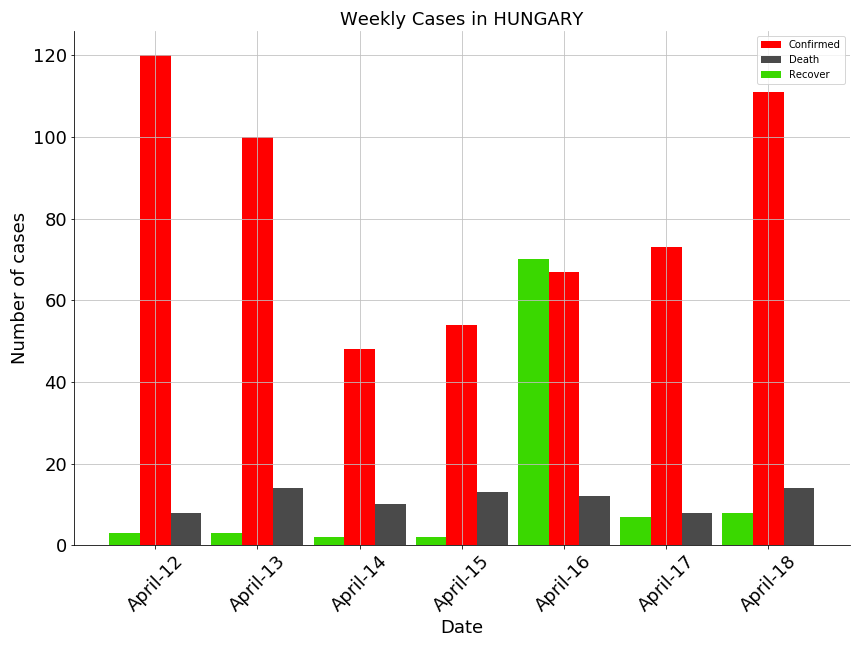 Weekly Cases in HUNGARY
Confirmed
Death
Recover
Number of cases
120
100
80
60
40
20
0
April-12
April-13
April-14
April-15
April-16
April-17
April-18
Date